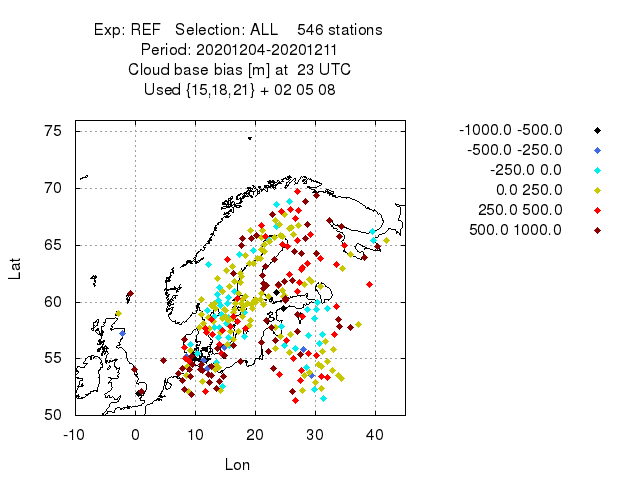 Exp: REF   Selection: ALL    546 stations
Period: 20201204-20201211
Cloud base bias [m] at  23 UTC
Used {15,18,21} + 02 05 08
-1000.0 -500.0
-500.0 -250.0
-250.0 0.0
0.0 250.0
250.0 500.0
500.0 1000.0
75
70
65
60
55
50
Lat
-10 0 10 20 30 40
Lon